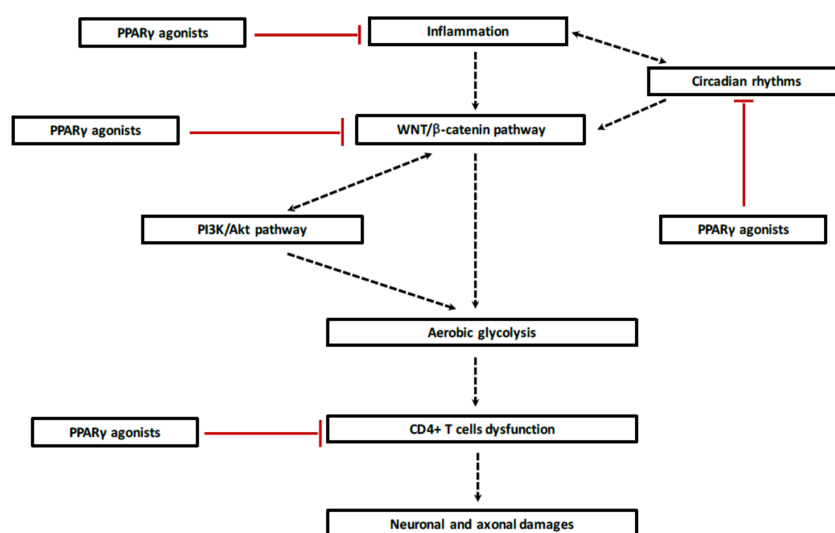 PPARγ agonists
Inflammation
Circadian rhythms
PPARγ agonists
WNT/β-catenin pathway
PI3K/Akt pathway
PPARγ agonists
Aerobic glycolysis
PPARγ agonists
CD4+ T cells dysfunction
Neuronal and axonal damages